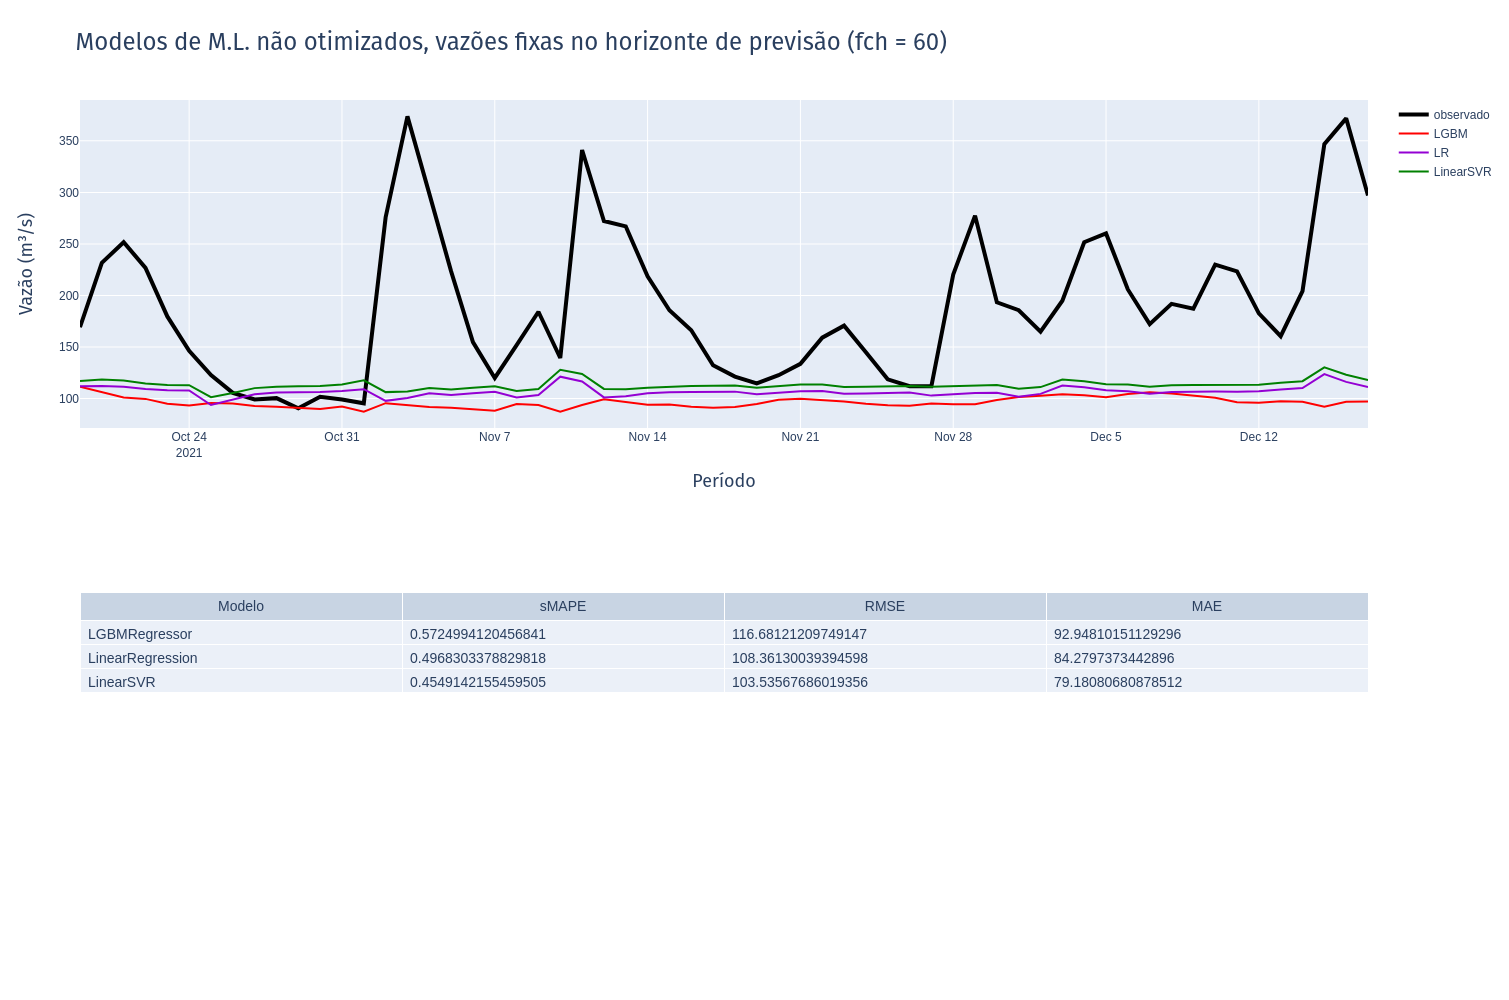 Modelos de M.L. não otimizados, vazões fixas no horizonte de previsão (fch = 60)
observado
LGBM
LR
LinearSVR
Vazão (m³/s)
350
300
250
200
150
100
Oct 24
2021
Oct 31
Nov 7
Nov 14
Nov 21
Nov 28
Dec 5
Dec 12
Período
Modelo sMAPE RMSE MAE
LGBMRegressor 0.5724994120456841 116.68121209749147 92.94810151129296
LinearRegression 0.4968303378829818 108.36130039394598 84.2797373442896
LinearSVR 0.4549142155459505 103.53567686019356 79.18080680878512